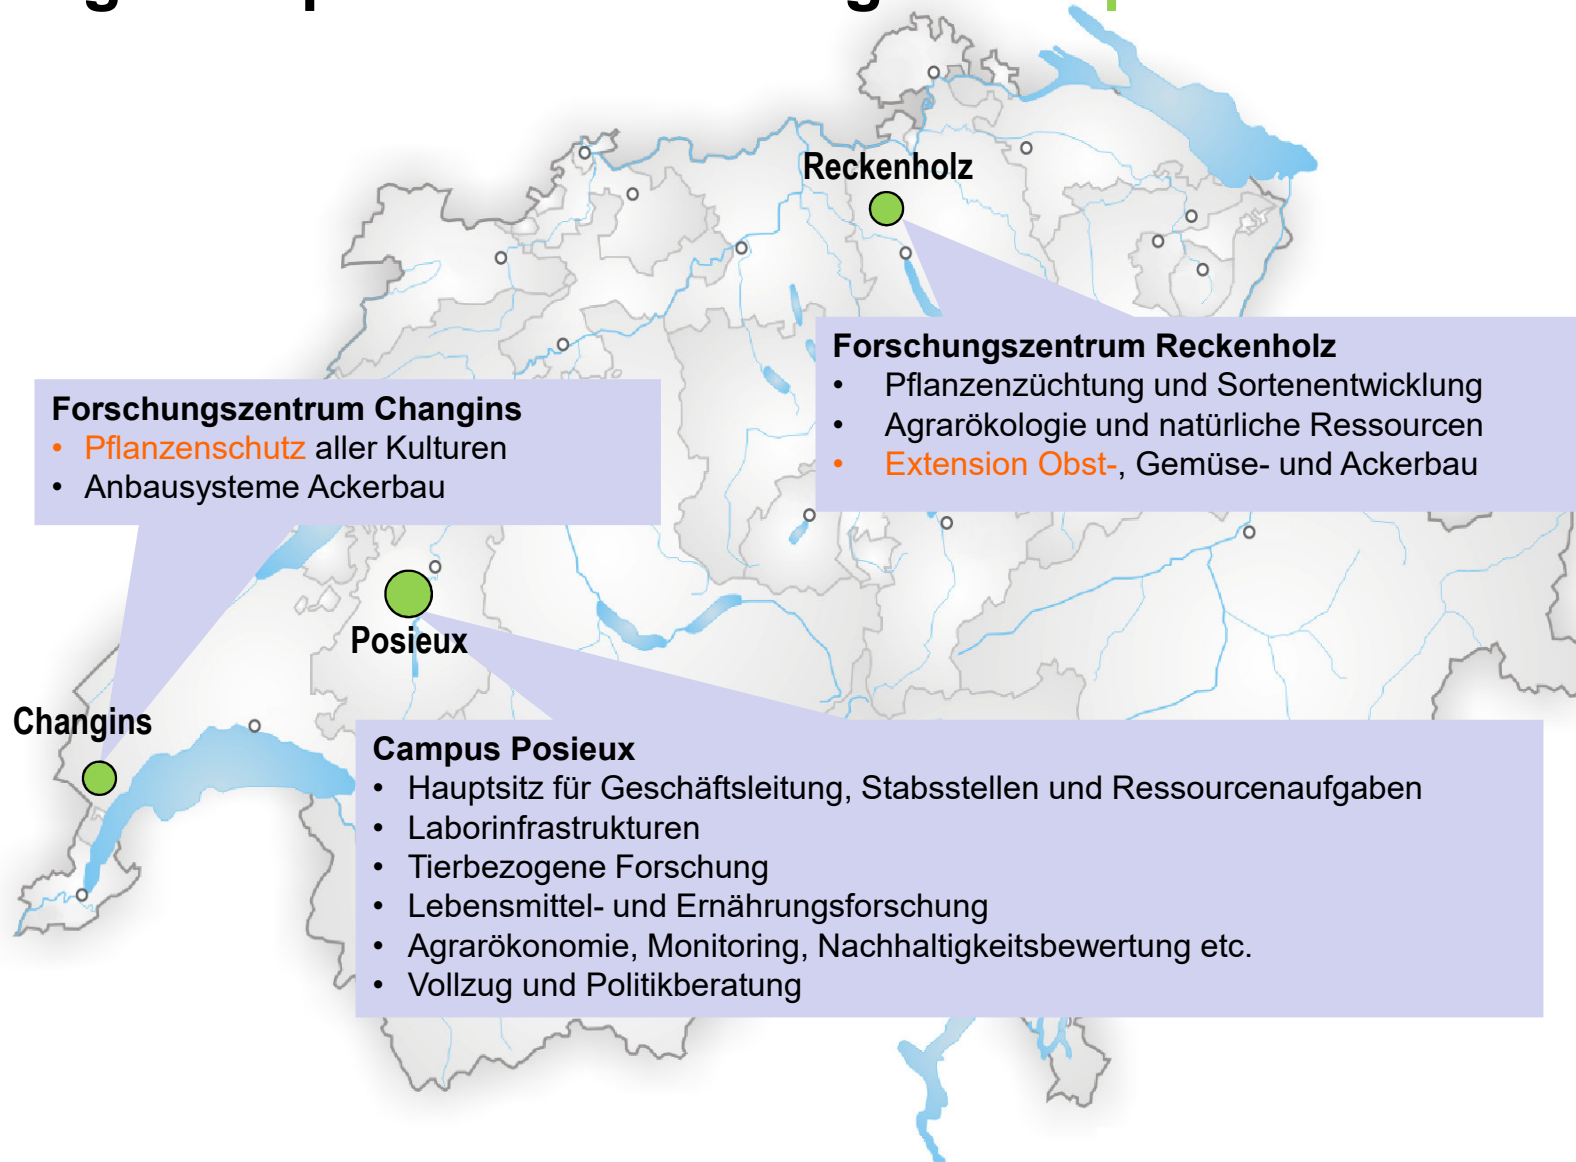 Reckenholz
Forschungszentrum Reckenholz
• Pflanzenzüchtung und Sortenentwicklung
• Agrarökologie und natürliche Ressourcen
• Extension Obst-, Gemüse- und Ackerbau
Forschungszentrum Changins
• Pflanzenschutz aller Kulturen
• Anbausysteme Ackerbau
Posieux
Changins
Campus Posieux
• Hauptsitz für Geschäftsleitung, Stabsstellen und Ressourcenaufgaben
• Laborinfrastrukturen
• Tierbezogene Forschung
• Lebensmittel- und Ernährungsforschung
• Agrarökonomie, Monitoring, Nachhaltigkeitsbewertung etc.
• Vollzug und Politikberatung